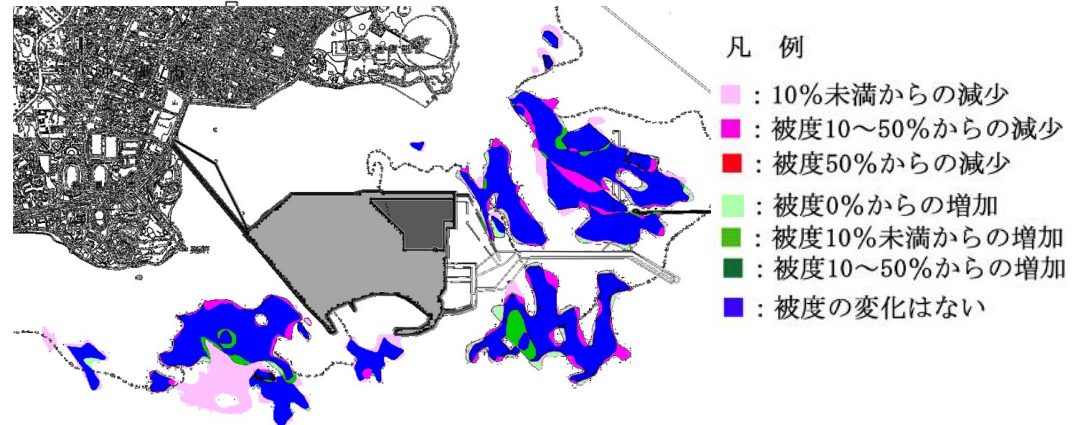 凡 例
：10％未満からの減少
：被度10～50％からの減少
：被度50％からの減少
：被度0％からの増加
：被度10％未満からの増加
：被度10～50％からの増加
：被度の変化はない